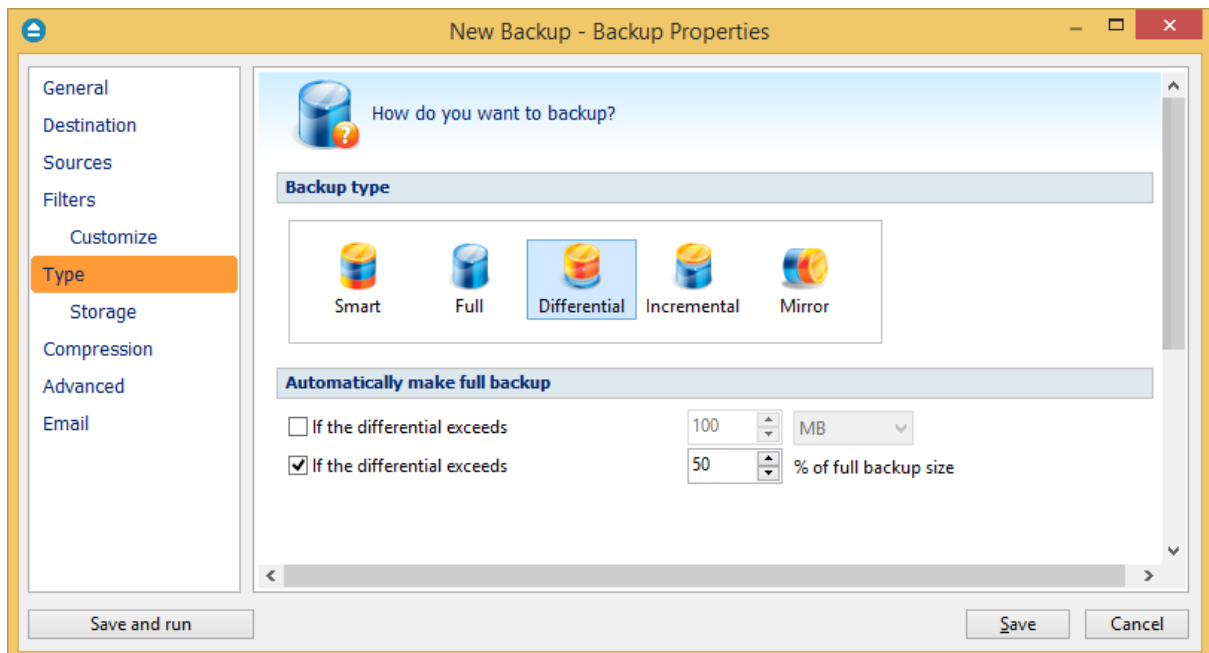 New Backup - Backup Properties
General
Destination
Sources
Filters
Customize
Type
Storage
Compression
Advanced
Email
How do you want to backup?
Backup type
Smart Full Differential Incremental Mirror
Automatically make full backup
If the differential exceeds 100 MB
If the differential exceeds 50 % of full backup size
Save and run Save Cancel